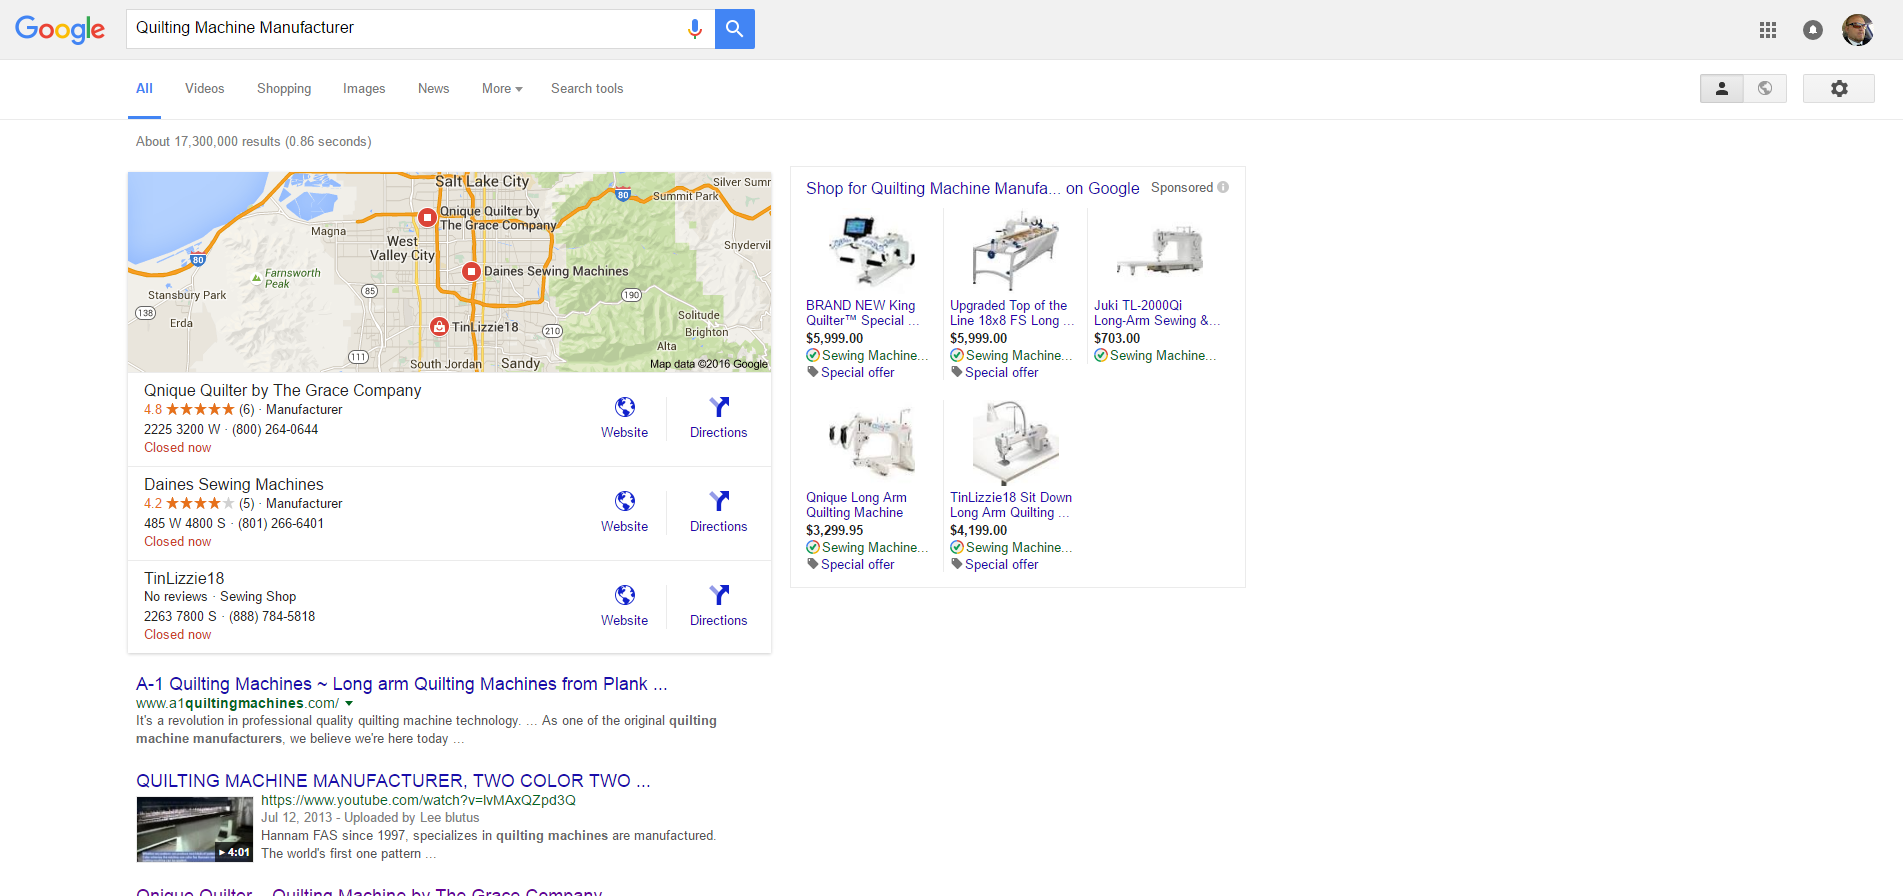 Google
Quilting Machine Manufacturer
All
Videos
Shopping
Images
News
More
Search tools
About 17,300,000 results (0.86 seconds)
Salt Lake City
Silver Summ
80
Summit Park
Qnique Quilter by
The Grace Company
Magna
West
Valley City
Snydervil
80
Daines Sewing Machines
Farnsworth
Peak
Stansbury Park
85
190
138
Erda
TinLizzie18
210
Solitude
Brighton
Alta
111
South Jordan
Sandy
Map data ©2016 Google
Qnique Quilter by The Grace Company
4.8 ★★★★★ (6) · Manufacturer
2225 3200 W · (800) 264-0644
Closed now
Website
Directions
Daines Sewing Machines
4.2 ★★★★★ (5) · Manufacturer
485 W 4800 S · (801) 266-6401
Closed now
Website
Directions
TinLizzie18
No reviews · Sewing Shop
2263 7800 S · (888) 784-5818
Closed now
Website
Directions
A-1 Quilting Machines ~ Long arm Quilting Machines from Plank ...
www.a1quiltingmachines.com/
It's a revolution in professional quality quilting machine technology. ... As one of the original quilting
machine manufacturers, we believe we're here today ...
QUILTING MACHINE MANUFACTURER, TWO COLOR TWO ...
https://www.youtube.com/watch?v=IvMAxQZpd3Q
Jul 12, 2013 - Uploaded by Lee blutus
Hannam FAS since 1997, specializes in quilting machines are manufactured.
The world's first one pattern ...
4:01
Qnique Quilter – Quilting Machine by The Grace Company
Shop for Quilting Machine Manufa... on Google
Sponsored
BRAND NEW King
Quilter™ Special ...
$5,999.00
Sewing Machine...
Special offer
Upgraded Top of the
Line 18x8 FS Long ...
$5,999.00
Sewing Machine...
Special offer
Juki TL-2000Qi
Long-Arm Sewing &...
$703.00
Sewing Machine...
Qnique Long Arm
Quilting Machine
$3,299.95
Sewing Machine...
Special offer
TinLizzie18 Sit Down
Long Arm Quilting ...
$4,199.00
Sewing Machine...
Special offer